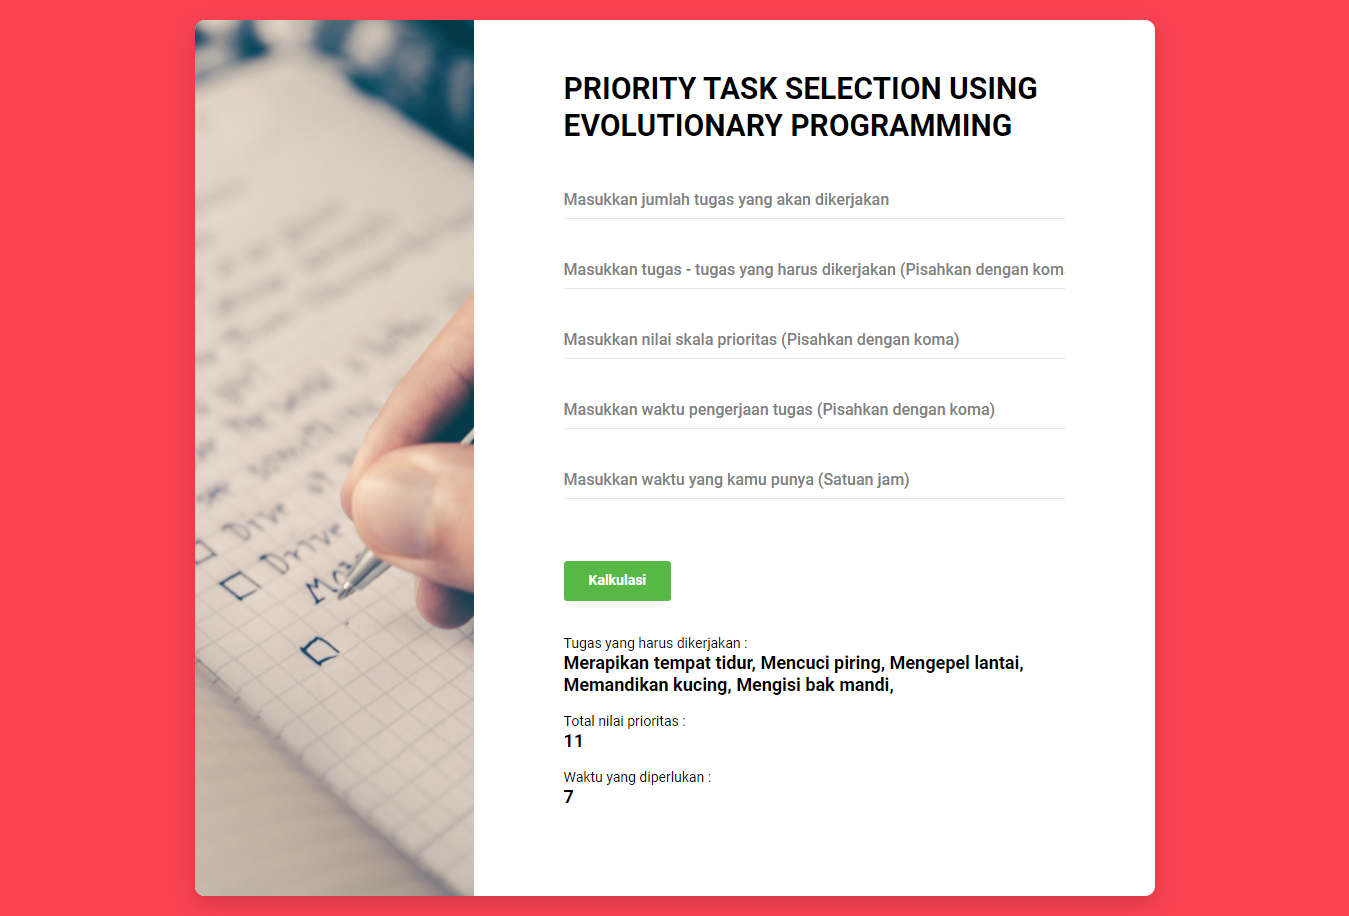 PRIORITY TASK SELECTION USING
EVOLUTIONARY PROGRAMMING
Masukkan jumlah tugas yang akan dikerjakan
Masukkan tugas - tugas yang harus dikerjakan (Pisahkan dengan kom
Masukkan nilai skala prioritas (Pisahkan dengan koma)
Masukkan waktu pengerjaan tugas (Pisahkan dengan koma)
Masukkan waktu yang kamu punya (Satuan jam)
Kalkulasi
Tugas yang harus dikerjakan :
Merapikan tempat tidur, Mencuci piring, Mengepel lantai,
Memandikan kucing, Mengisi bak mandi,
Total nilai prioritas :
11
Waktu yang diperlukan :
7
Drive
Drive